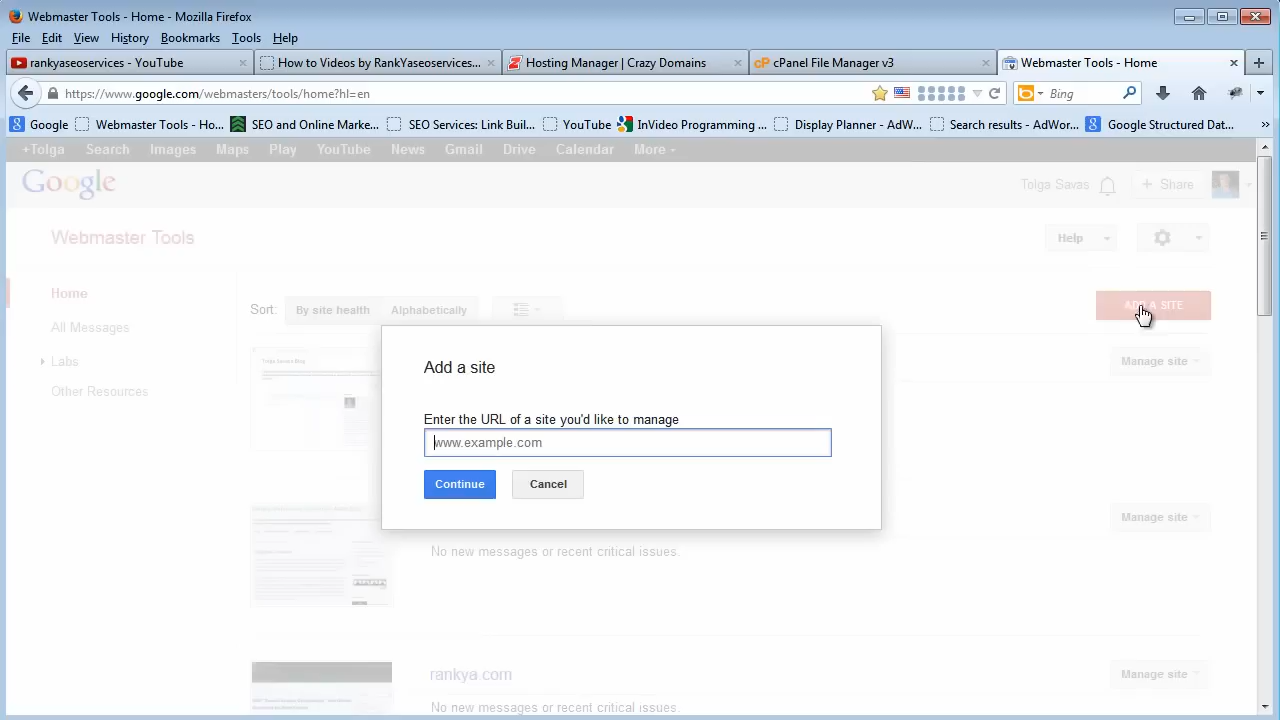 Webmaster Tools - Home - Mozilla Firefox
File Edit View History Bookmarks Tools Help
rankyaseoservices - YouTube × How to Videos by RanKYaseoservices... × Hosting Manager | Crazy Domains × cPanel File Manager v3 × Webmaster Tools - Home × +
https://www.google.com/webmasters/tools/home?hl=en Bing
Google Webmaster Tools - Ho... SEO and Online Marke... SEO Services: Link Buil... YouTube InVideo Programming ... Display Planner - AdW... Search results - AdWor... Google Structured Dat... »
+Tolga Search Images Maps Play YouTube News Gmail Drive Calendar More
Google Tolga Savas + Share
Webmaster Tools Help
Home
All Messages
Labs
Other Resources
Sort: By site health Alphabetically ADD A SITE
Manage site
Add a site
Enter the URL of a site you'd like to manage
www.example.com
Continue Cancel
Manage site
No new messages or recent critical issues.
rankya.com Manage site
No new messages or recent critical issues.